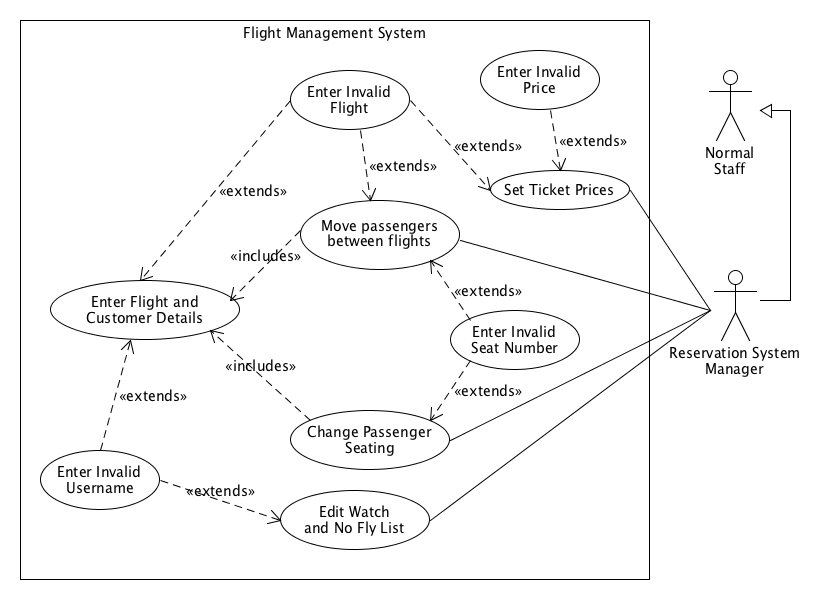 Flight Management System
Enter Invalid
Flight
Enter Invalid
Price
«extends»
«extends»
«extends»
Normal
Staff
«extends»
Set Ticket Prices
Move passengers
between flights
«includes»
Enter Flight and
Customer Details
«extends»
Enter Invalid
Seat Number
Reservation System
Manager
«includes»
«extends»
«extends»
Change Passenger
Seating
Enter Invalid
Username
«extends»
Edit Watch
and No Fly List